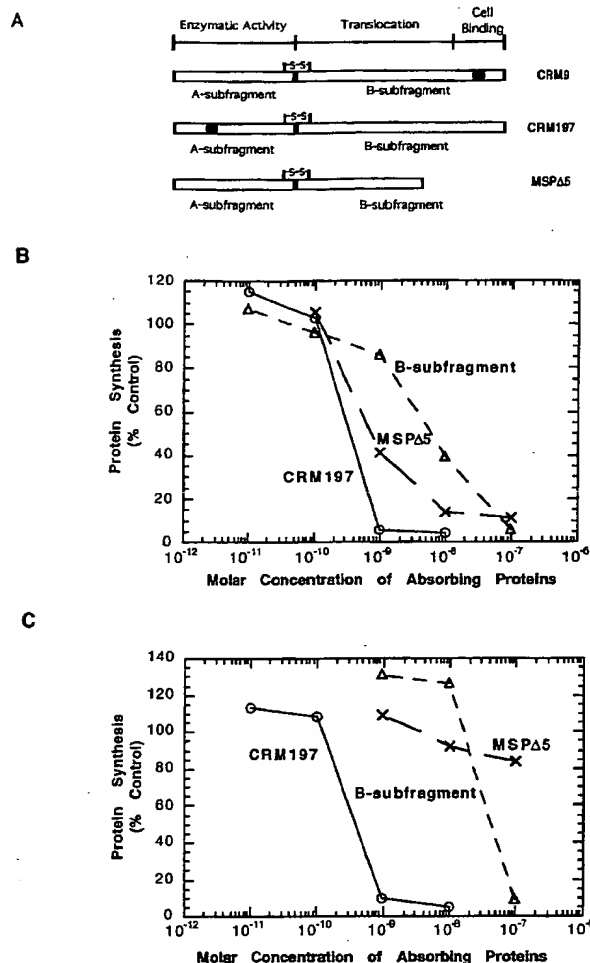 A
Enzymatic Activity Translocation Cell Binding
S-S
A-subfragment B-subfragment CRM9
S-S
A-subfragment B-subfragment CRM197
S-S
A-subfragment B-subfragment MSPΔ5
B
Protein Synthesis
(% Control)
120
100
80
60
40
20
0
B-subfragment
MSPΔ5
CRM197
10-12 10-11 10-10 10-9 10-8 10-7 10-6
Molar Concentration of Absorbing Proteins
C
Protein Synthesis
(% Control)
140
120
100
80
60
40
20
0
CRM197
MSPΔ5
B-subfragment
10-12 10-11 10-10 10-9 10-8 10-7
Molar Concentration of Absorbing Proteins